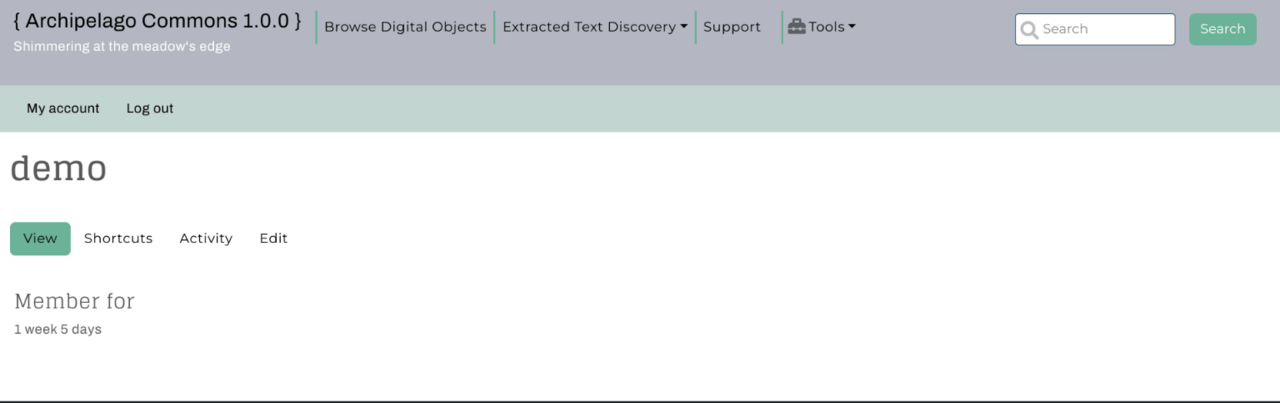 { Archipelago Commons 1.0.0 }
Shimmering at the meadow's edge
Browse Digital Objects
Extracted Text Discovery
Support
Tools
Search
Search
My account
Log out
demo
View
Shortcuts
Activity
Edit
Member for
1 week 5 days